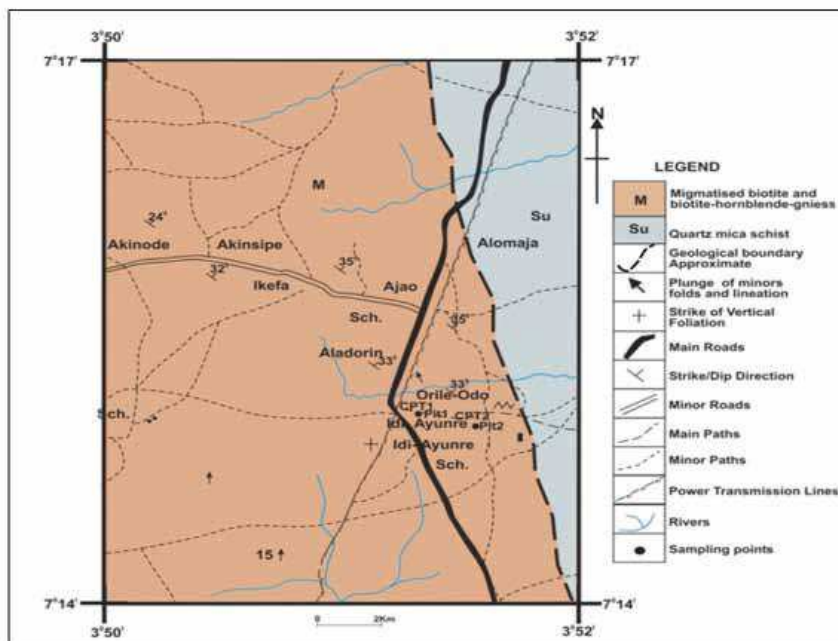 3°50'
3°52'
7°17'
7°17'
N
M
24°
Akinode
Akinsipe
32°
Ikefa
35°
Ajao
Sch.
Su
Alomaja
35°
Aladorin
33°
33°
Orile-Odo
Sch.
CPT1
Pit1
CPT2
Pit2
Idi-Ayunre
Idi-Ayunre
Sch.
15
7°14'
7°14'
3°50'
3°52'
0 2Km
LEGEND
M Migmatised biotite and
biotite-hornblende-gniess
Su Quartz mica schist
Geological boundary
Approximate
Plunge of minors
folds and lineation
Strike of Vertical
Foliation
Main Roads
Strike/Dip Direction
Minor Roads
Main Paths
Minor Paths
Power Transmission Lines
Rivers
Sampling points